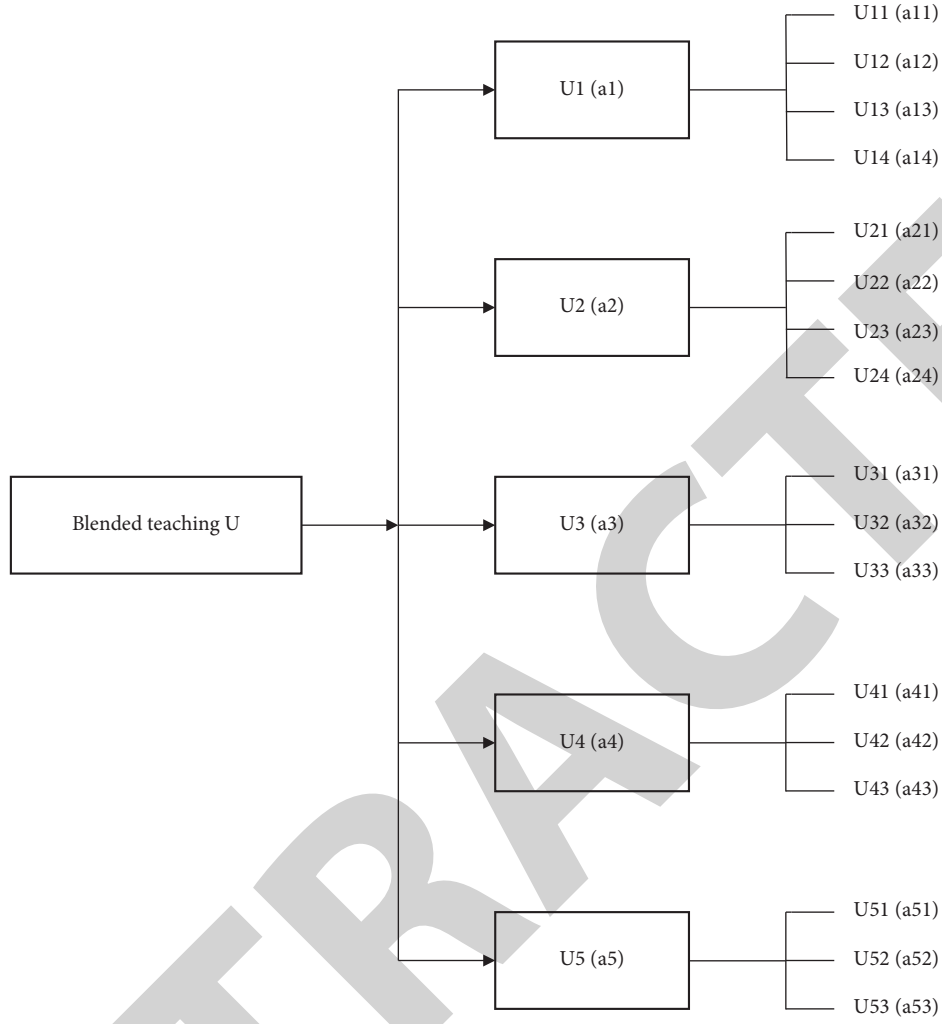 U11 (a11)
U12 (a12)
U1 (a1)
U13 (a13)
U14 (a14)
U21 (a21)
U22 (a22)
U2 (a2)
U23 (a23)
U24 (a24)
U31 (a31)
Blended teaching U
U3 (a3)
U32 (a32)
U33 (a33)
U41 (a41)
U4 (a4)
U42 (a42)
U43 (a43)
U51 (a51)
U5 (a5)
U52 (a52)
U53 (a53)
TRACTE